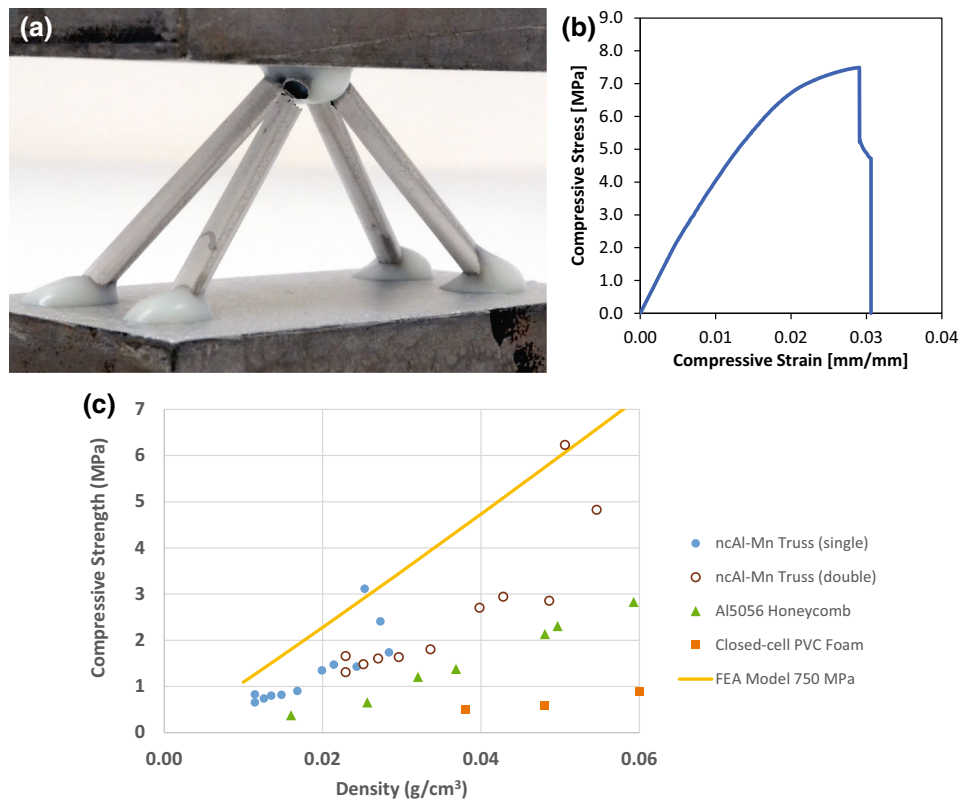 (a)
(b)
9.0
8.0
7.0
6.0
5.0
4.0
3.0
2.0
1.0
0.0
Compressive Stress [MPa]
0.00 0.01 0.02 0.03 0.04
Compressive Strain [mm/mm]
(c)
7
6
5
4
3
2
1
0
Compressive Strength (MPa)
0.00 0.02 0.04 0.06
Density (g/cm³)
ncAl-Mn Truss (single)
ncAl-Mn Truss (double)
Al5056 Honeycomb
Closed-cell PVC Foam
FEA Model 750 MPa